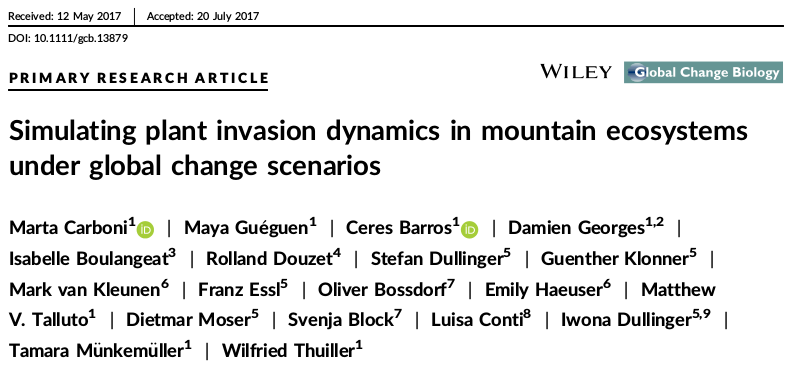 Received: 12 May 2017 | Accepted: 20 July 2017
DOI: 10.1111/gcb.13879
PRIMARY RESEARCH ARTICLE
WILEY Global Change Biology
Simulating plant invasion dynamics in mountain ecosystems
under global change scenarios
Marta Carboni1 iD | Maya Guéguen1 | Ceres Barros1 iD | Damien Georges1,2 |
Isabelle Boulangeat3 | Rolland Douzet4 | Stefan Dullinger5 | Guenther Klonner5 |
Mark van Kleunen6 | Franz Essl5 | Oliver Bossdorf7 | Emily Haeuser6 | Matthew
V. Talluto1 | Dietmar Moser5 | Svenja Block7 | Luisa Conti8 | Iwona Dullinger5,9 |
Tamara Münkemüller1 | Wilfried Thuiller1